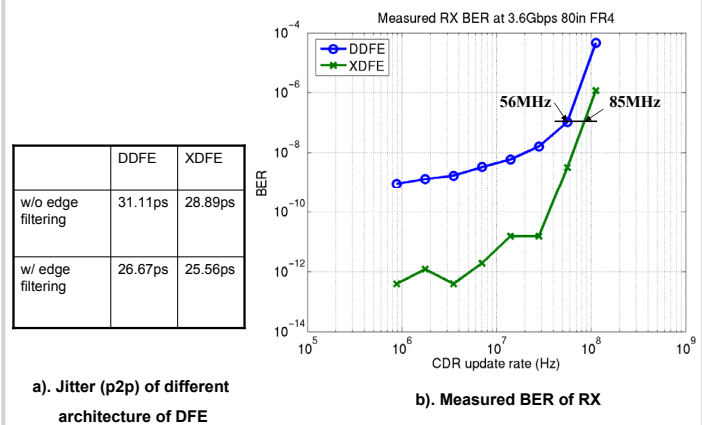 DDFE XDFE
w/o edge filtering 31.11ps 28.89ps
w/ edge filtering 26.67ps 25.56ps
a). Jitter (p2p) of different
architecture of DFE
Measured RX BER at 3.6Gbps 80in FR4
DDFE
XDFE
56MHz 85MHz
BER
10^-4
10^-6
10^-8
10^-10
10^-12
10^-14
10^5 10^6 10^7 10^8 10^9
CDR update rate (Hz)
b). Measured BER of RX